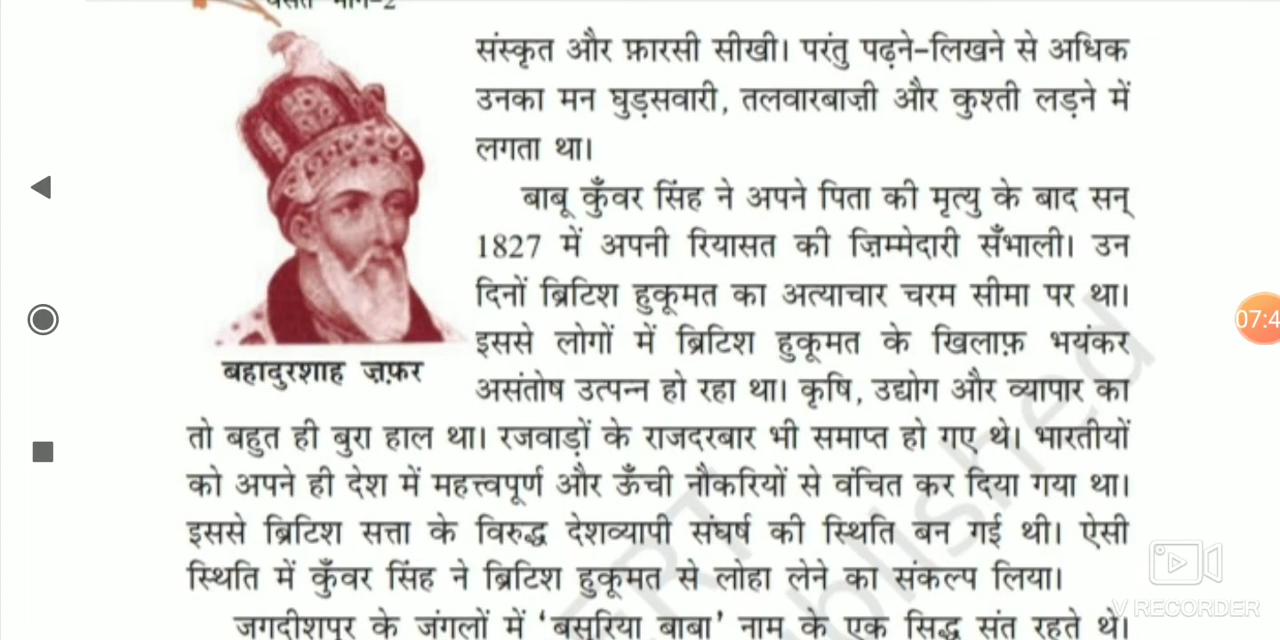 वसंत भाग-2
संस्कृत और फ़ारसी सीखी। परंतु पढ़ने-लिखने से अधिक
उनका मन घुड़सवारी, तलवारबाज़ी और कुश्ती लड़ने में
लगता था।
बाबू कुँवर सिंह ने अपने पिता की मृत्यु के बाद सन्
1827 में अपनी रियासत की ज़िम्मेदारी सँभाली। उन
दिनों ब्रिटिश हुकूमत का अत्याचार चरम सीमा पर था।
इससे लोगों में ब्रिटिश हुकूमत के खिलाफ़ भयंकर
असंतोष उत्पन्न हो रहा था। कृषि, उद्योग और व्यापार का
बहादुरशाह ज़फ़र
तो बहुत ही बुरा हाल था। रजवाड़ों के राजदरबार भी समाप्त हो गए थे। भारतीयों
को अपने ही देश में महत्त्वपूर्ण और ऊँची नौकरियों से वंचित कर दिया गया था।
इससे ब्रिटिश सत्ता के विरुद्ध देशव्यापी संघर्ष की स्थिति बन गई थी। ऐसी
स्थिति में कुँवर सिंह ने ब्रिटिश हुकूमत से लोहा लेने का संकल्प लिया।
जगदीशपुर के जंगलों में ‘बसुरिया बाबा’ नाम के एक सिद्ध संत रहते थे।
07:4
V RECORDER